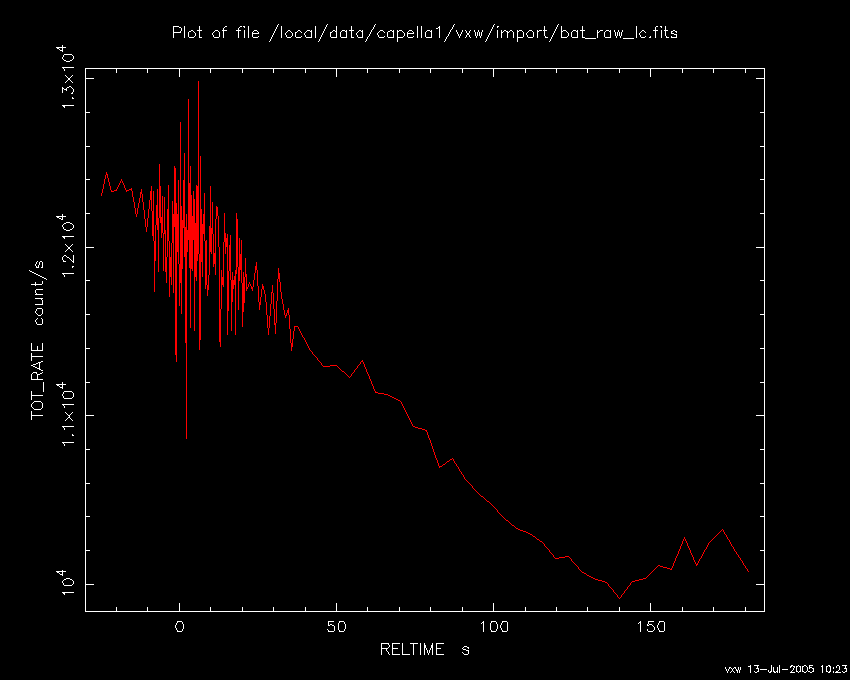 Plot of file /local/data/capella1/vxw/import/bat_raw_lc.fits
1.3×10⁴
1.2×10⁴
1.1×10⁴
10⁴
TOT_RATE count/s
0 50 100 150
RELTIME s
vxw 13-Jul-2005 10:23